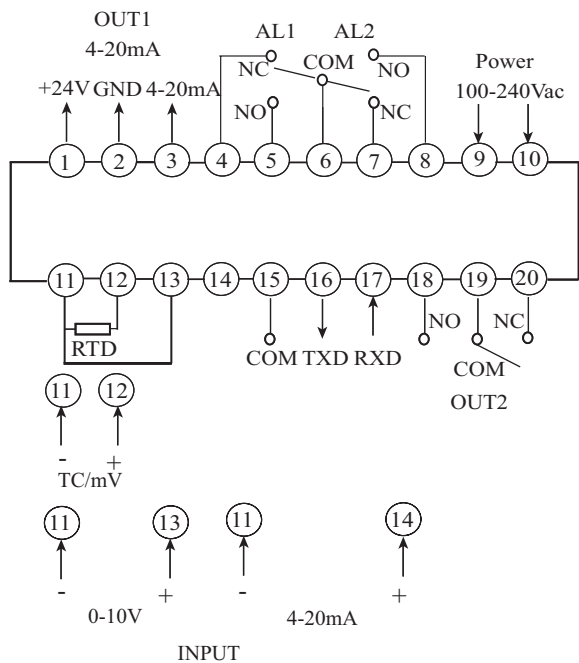 OUT1
4-20mA
+24V GND 4-20mA
AL1 AL2
NC COM NO
NO NC
Power
100-240Vac
1 2 3 4 5 6 7 8 9 10
11 12 13 14 15 16 17 18 19 20
RTD
COM TXD RXD
NO NC
COM
OUT2
11 12
- +
TC/mV
11 13 11 14
- + - +
0-10V 4-20mA
INPUT